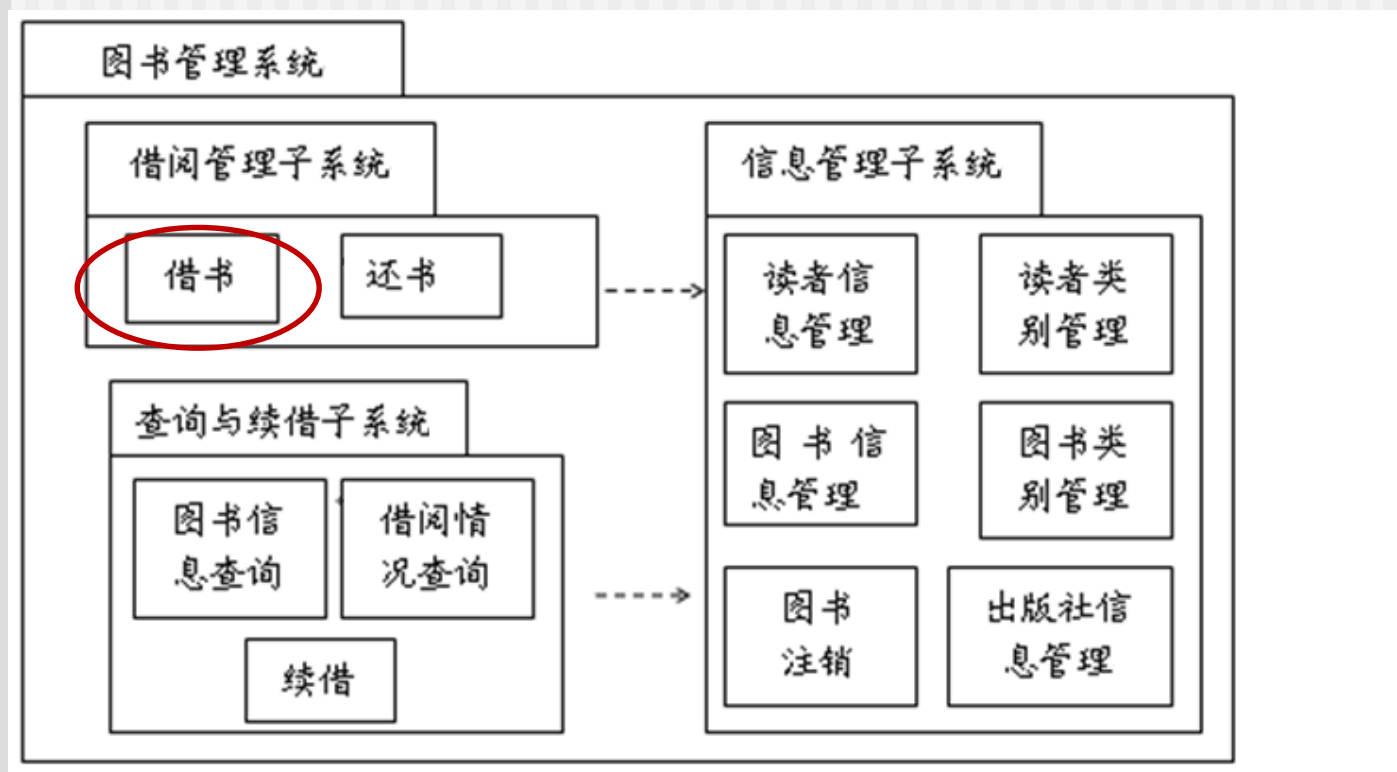 图书管理系统
借阅管理子系统
借书
还书
查询与续借子系统
图书信
息查询
借阅情
况查询
续借
信息管理子系统
读者信
息管理
读者类
别管理
图书信
息管理
图书类
别管理
图书
注销
出版社信
息管理